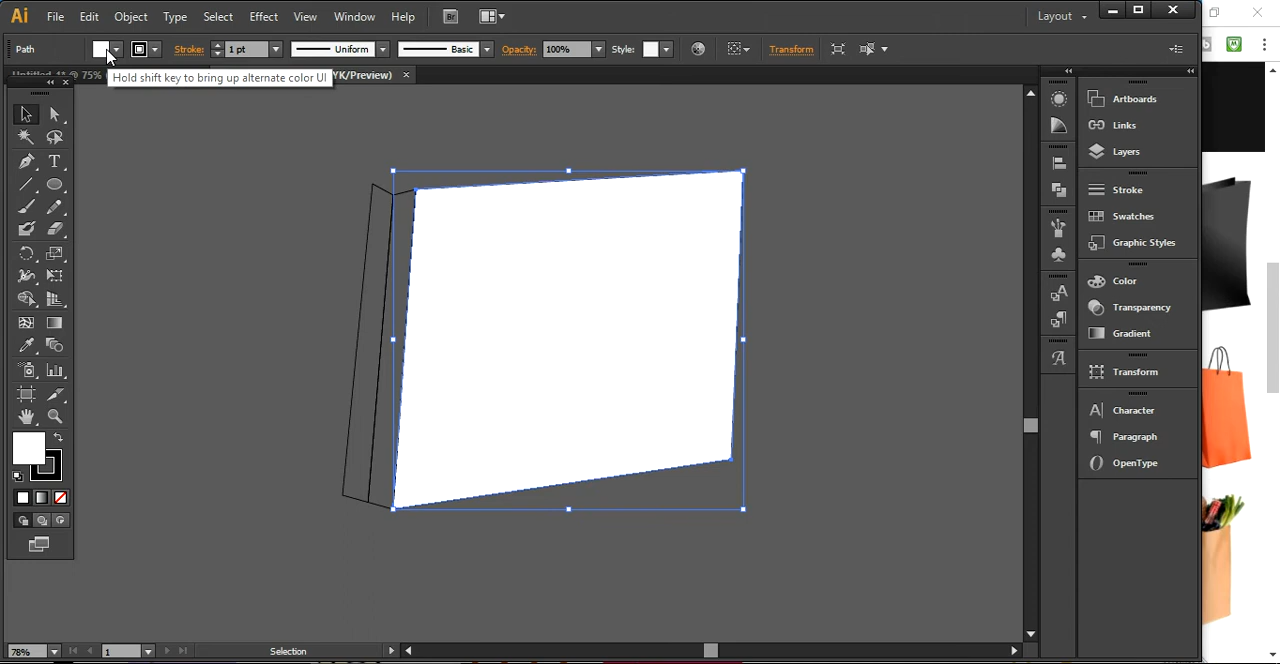 Ai File Edit Object Type Select Effect View Window Help Br Layout
Path Stroke: 1 pt Uniform Basic Opacity: 100% Style: Transform
Untitled-1* @ 75% YK/Preview) ×
Hold shift key to bring up alternate color UI
Artboards
Links
Layers
Stroke
Swatches
Graphic Styles
Color
Transparency
Gradient
Transform
Character
Paragraph
OpenType
78% 1 Selection